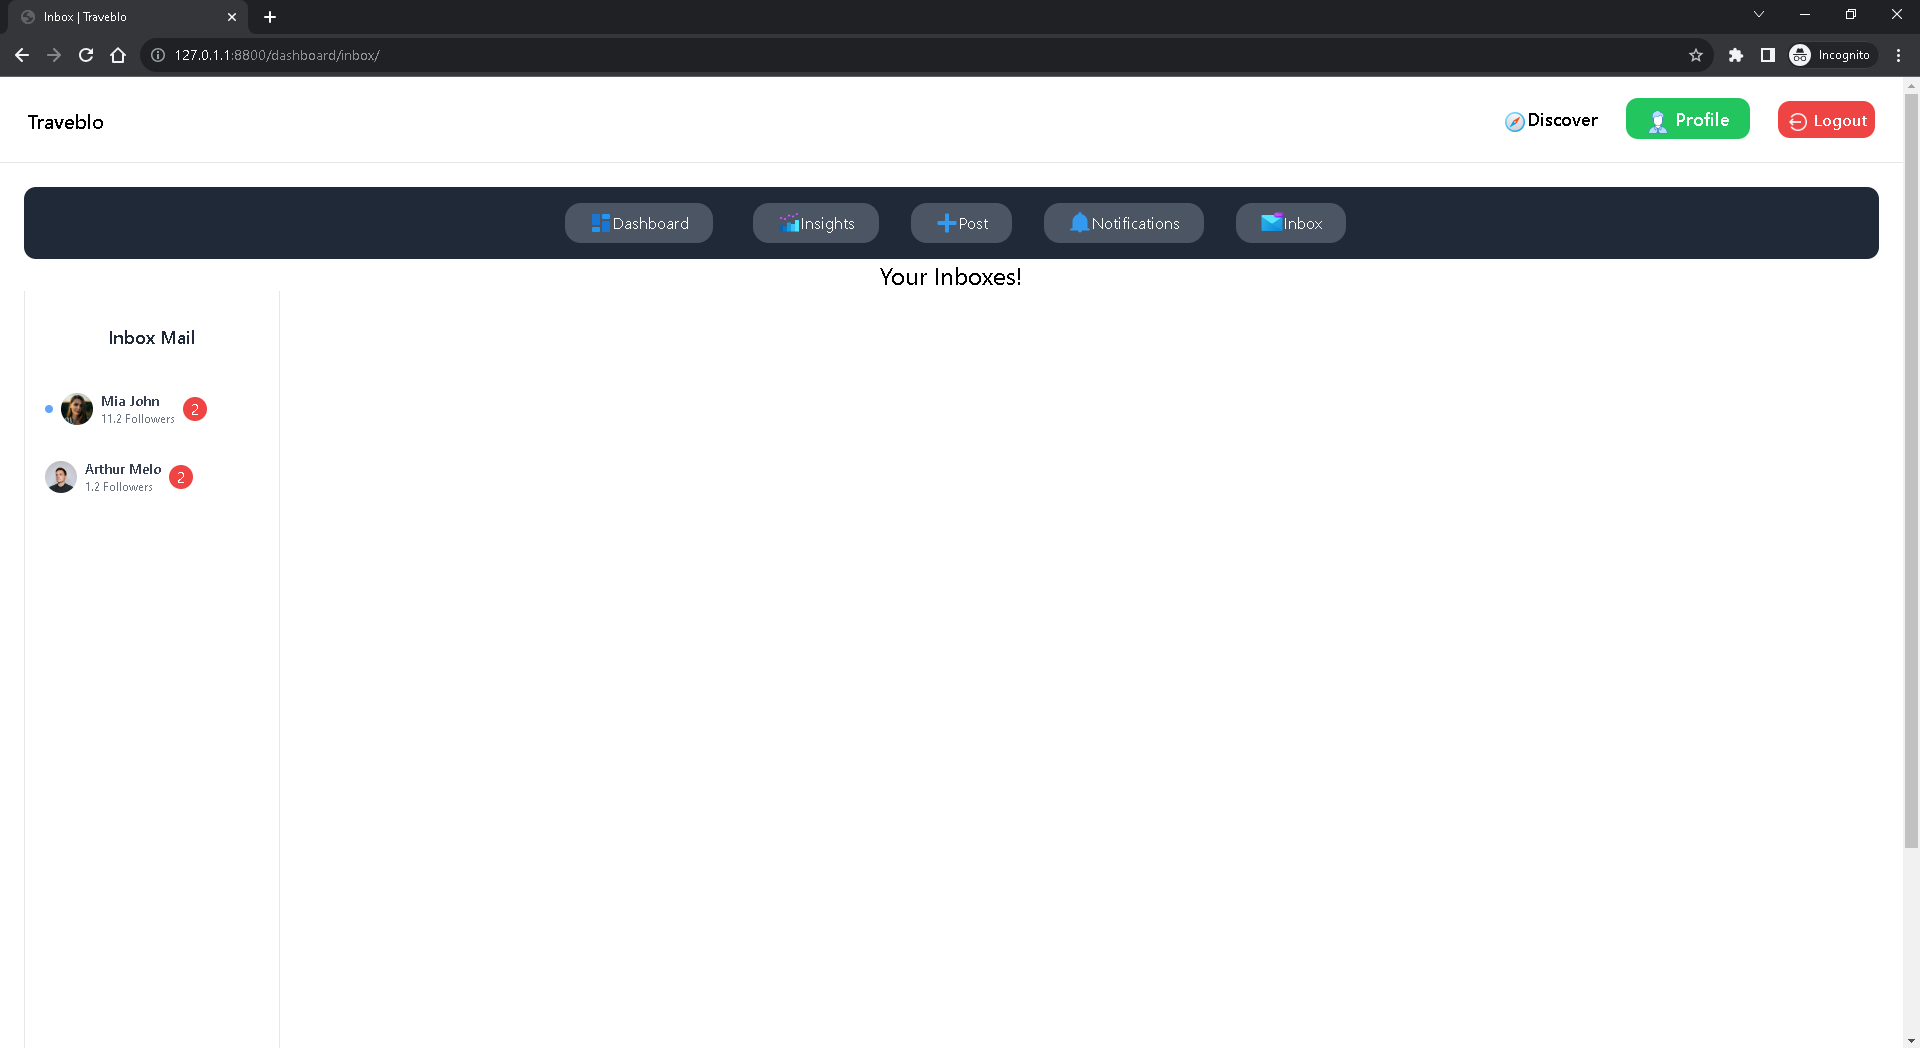 Inbox | Traveblo
127.0.1.1:8800/dashboard/inbox/
Incognito
Traveblo
Discover
Profile
Logout
Dashboard
Insights
Post
Notifications
Inbox
Your Inboxes!
Inbox Mail
Mia John
11.2 Followers
2
Arthur Melo
1.2 Followers
2